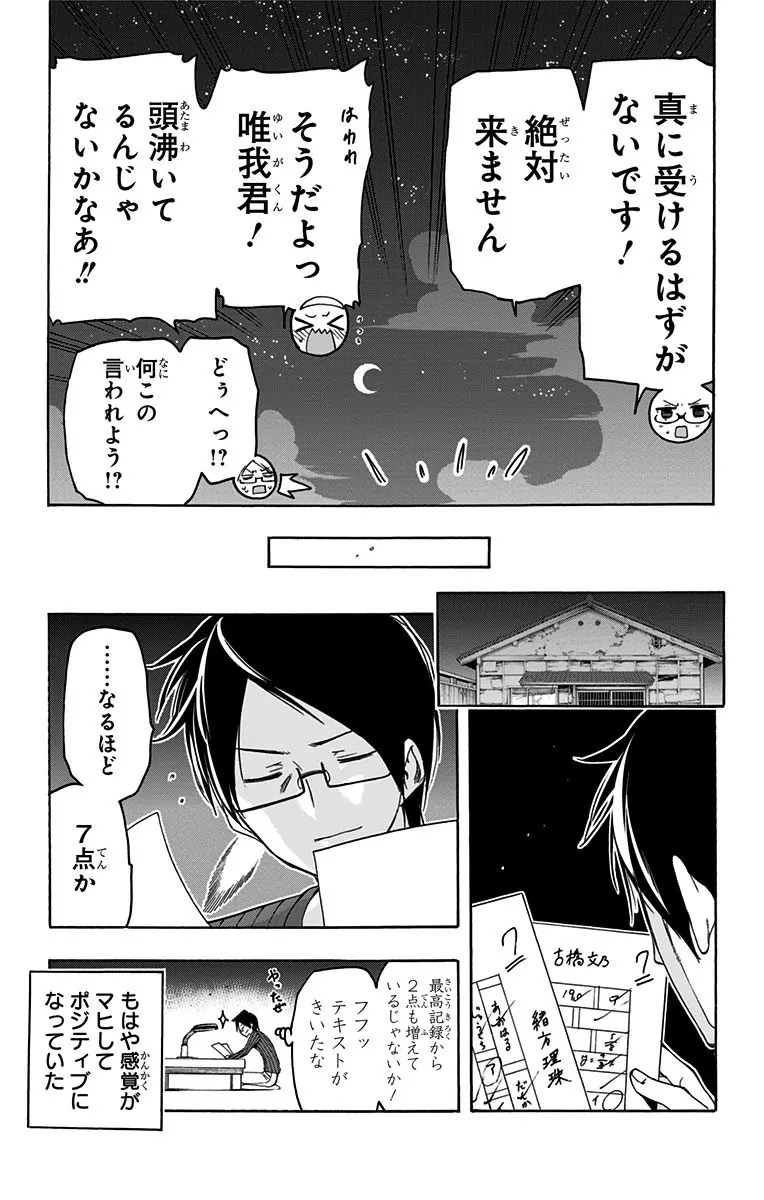 真に受けるはずが
ないです!
絶対
来ません
はわわ
そうだよっ
唯我君!
頭沸いて
るんじゃ
ないかなあ!!
どぅへっ!?
何この
言われよう!?
7
古橋文乃
7
緒方理珠
あおはる
……なるほど
7点か
最高記録から
2点も増えて
いるじゃないか!
フフッ
テキストが
きいたな
やったぜ
もはや感覚が
マヒして
ポジティブに
なっていた